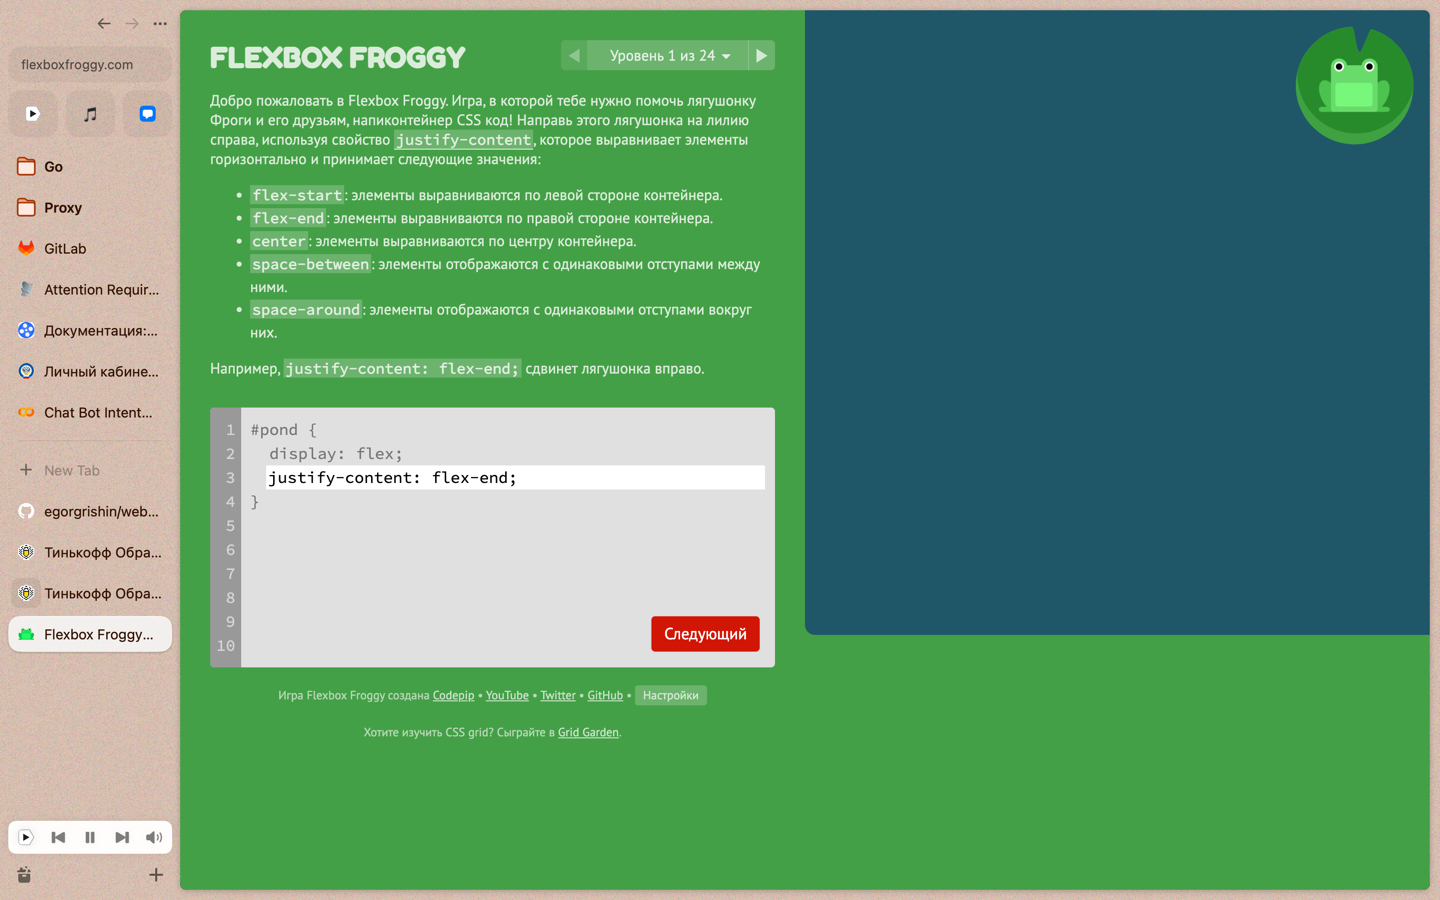 flexboxfroggy.com
Go
Proxy
GitLab
Attention Requir...
Документация:...
Личный кабине...
Chat Bot Intent...
New Tab
egorgrishin/web...
Тинькофф Обра...
Тинькофф Обра...
Flexbox Froggy...
FLEXBOX FROGGY
Уровень 1 из 24
Добро пожаловать в Flexbox Froggy. Игра, в которой тебе нужно помочь лягушонку
Фроги и его друзьям, напиконтейнер CSS код! Направь этого лягушонка на лилию
справа, используя свойство justify-content, которое выравнивает элементы
горизонтально и принимает следующие значения:
• flex-start: элементы выравниваются по левой стороне контейнера.
• flex-end: элементы выравниваются по правой стороне контейнера.
• center: элементы выравниваются по центру контейнера.
• space-between: элементы отображаются с одинаковыми отступами между
ними.
• space-around: элементы отображаются с одинаковыми отступами вокруг
них.
Например, justify-content: flex-end; сдвинет лягушонка вправо.
1 #pond {
2 display: flex;
3 justify-content: flex-end;
4 }
5
6
7
8
9
10
Следующий
Игра Flexbox Froggy создана Codepip • YouTube • Twitter • GitHub • Настройки
Хотите изучить CSS grid? Сыграйте в Grid Garden.